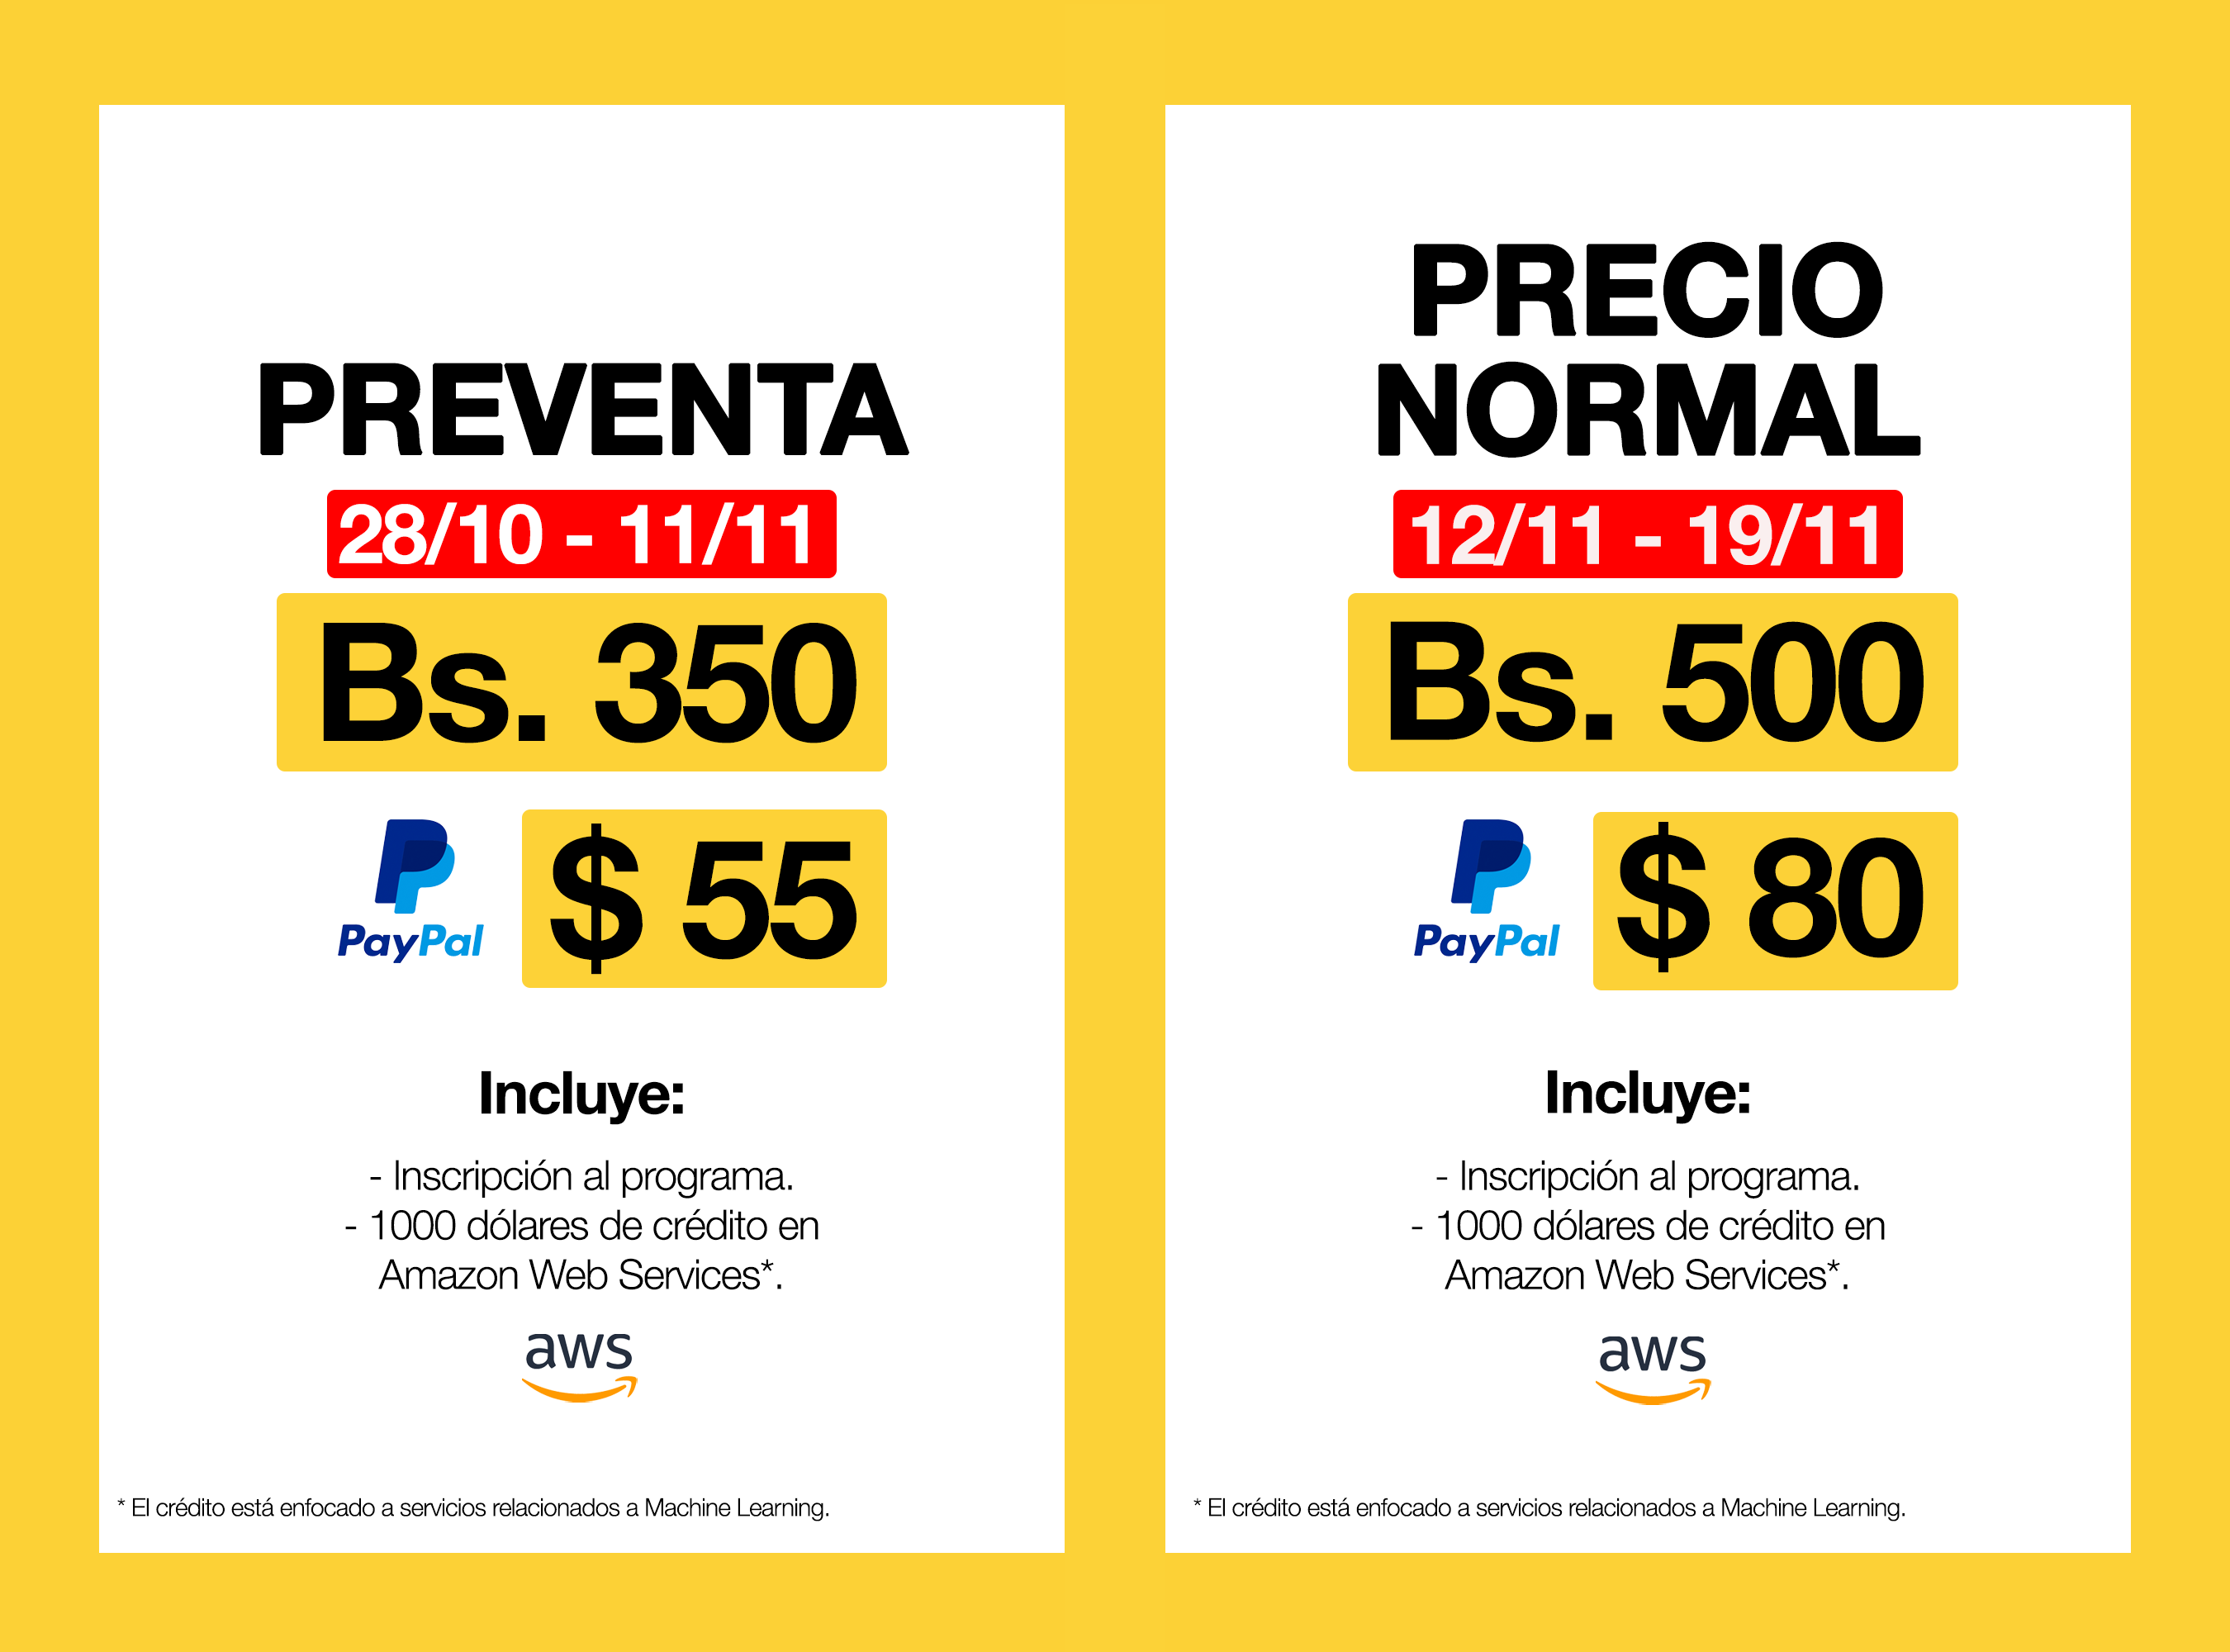 PREVENTA
28/10 - 11/11
Bs. 350
PayPal
$ 55
Incluye:
- Inscripción al programa.
- 1000 dólares de crédito en
Amazon Web Services*.
aws
* El crédito está enfocado a servicios relacionados a Machine Learning.
PRECIO
NORMAL
12/11 - 19/11
Bs. 500
PayPal
$ 80
Incluye:
- Inscripción al programa.
- 1000 dólares de crédito en
Amazon Web Services*.
aws
* El crédito está enfocado a servicios relacionados a Machine Learning.